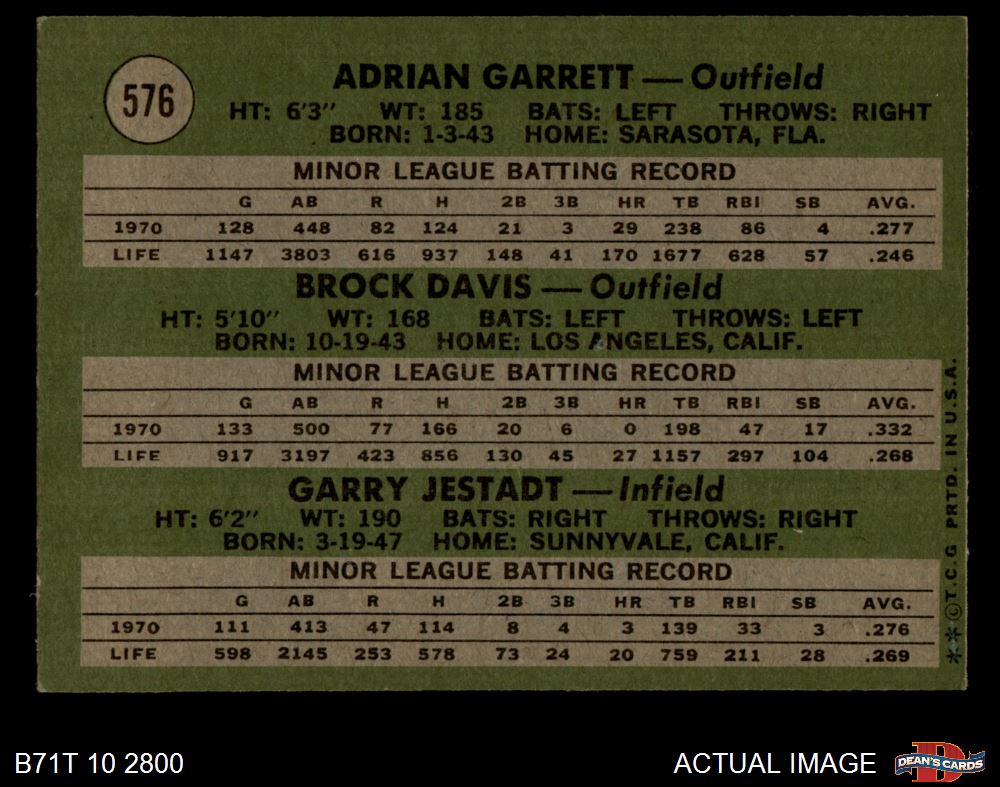 576
ADRIAN GARRETT — Outfield
HT: 6'3" WT: 185 BATS: LEFT THROWS: RIGHT
BORN: 1-3-43 HOME: SARASOTA, FLA.
MINOR LEAGUE BATTING RECORD
G AB R H 2B 3B HR TB RBI SB AVG.
1970 128 448 82 124 21 3 29 238 86 4 .277
LIFE 1147 3803 616 937 148 41 170 1677 628 57 .246
BROCK DAVIS — Outfield
HT: 5'10" WT: 168 BATS: LEFT THROWS: LEFT
BORN: 10-19-43 HOME: LOS ANGELES, CALIF.
MINOR LEAGUE BATTING RECORD
G AB R H 2B 3B HR TB RBI SB AVG.
1970 133 500 77 166 20 6 0 198 47 17 .332
LIFE 917 3197 423 856 130 45 27 1157 297 104 .268
GARRY JESTADT — Infield
HT: 6'2" WT: 190 BATS: RIGHT THROWS: RIGHT
BORN: 3-19-47 HOME: SUNNYVALE, CALIF.
MINOR LEAGUE BATTING RECORD
G AB R H 2B 3B HR TB RBI SB AVG.
1970 111 413 47 114 8 4 3 139 33 3 .276
LIFE 598 2145 253 578 73 24 20 759 211 28 .269
**©T.C.G PRTD. IN U.S.A.
B71T 10 2800
ACTUAL IMAGE
D
DEAN'S CARDS